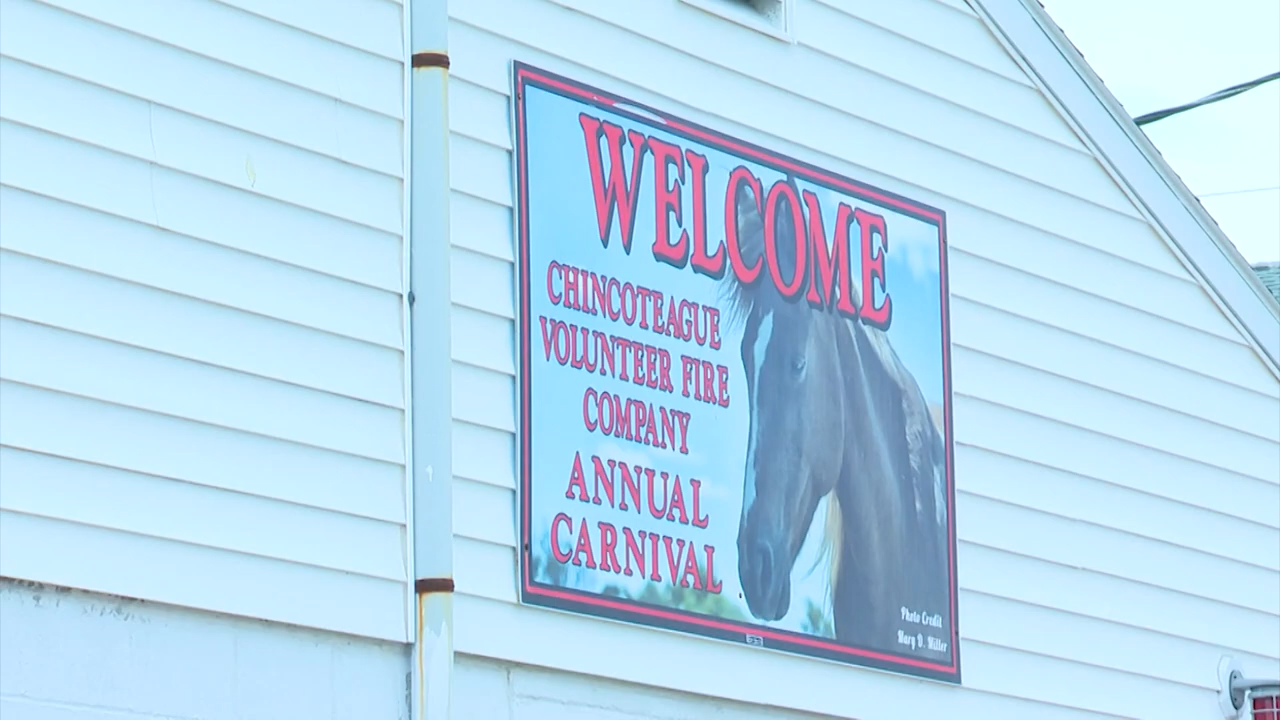 WELCOME
CHINCOTEAGUE
VOLUNTEER FIRE
COMPANY
ANNUAL
CARNIVAL
Photo Credit
Mary D. Miller